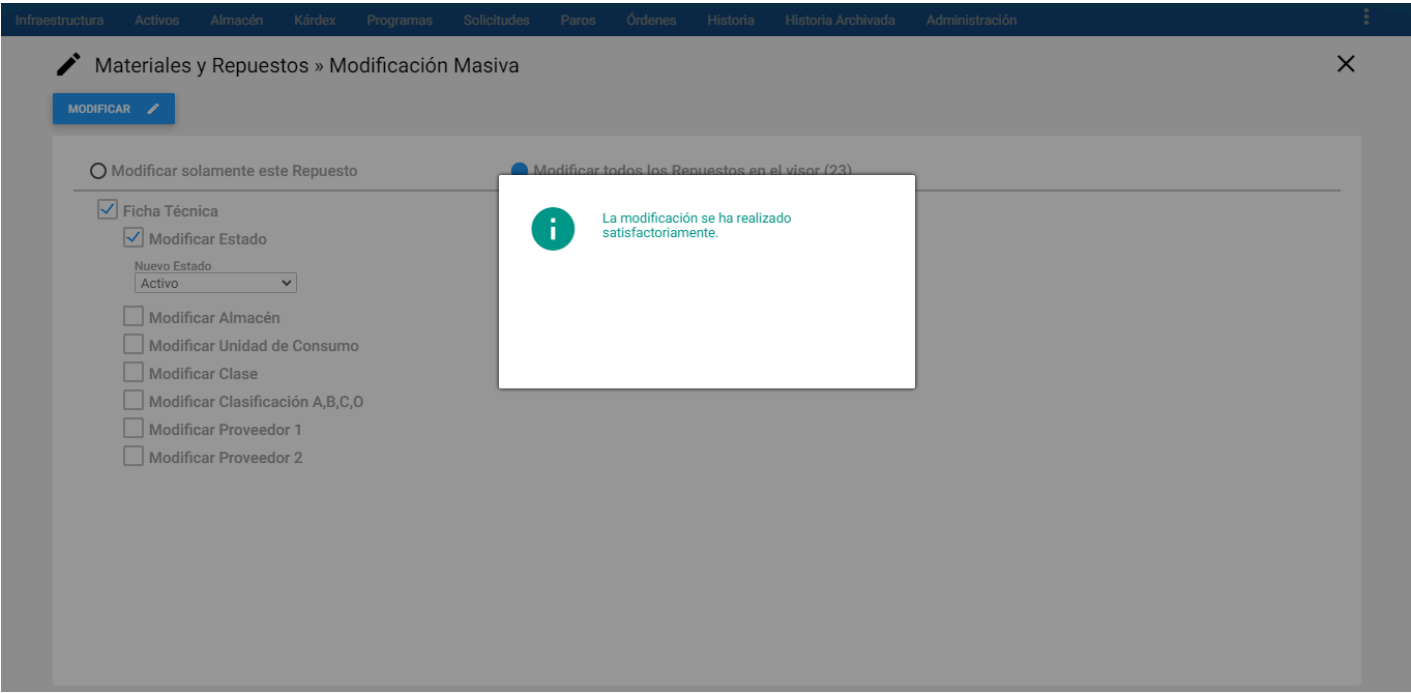 Infraestructura Activos Almacén Kárdex Programas Solicitudes Paros Órdenes Historia Historia Archivada Administración
Materiales y Repuestos » Modificación Masiva
MODIFICAR
Modificar solamente este Repuesto Modificar todos los Repuestos en el visor (23)
Ficha Técnica
Modificar Estado
Nuevo Estado
Activo
Modificar Almacén
Modificar Unidad de Consumo
Modificar Clase
Modificar Clasificación A,B,C,O
Modificar Proveedor 1
Modificar Proveedor 2
La modificación se ha realizado
satisfactoriamente.